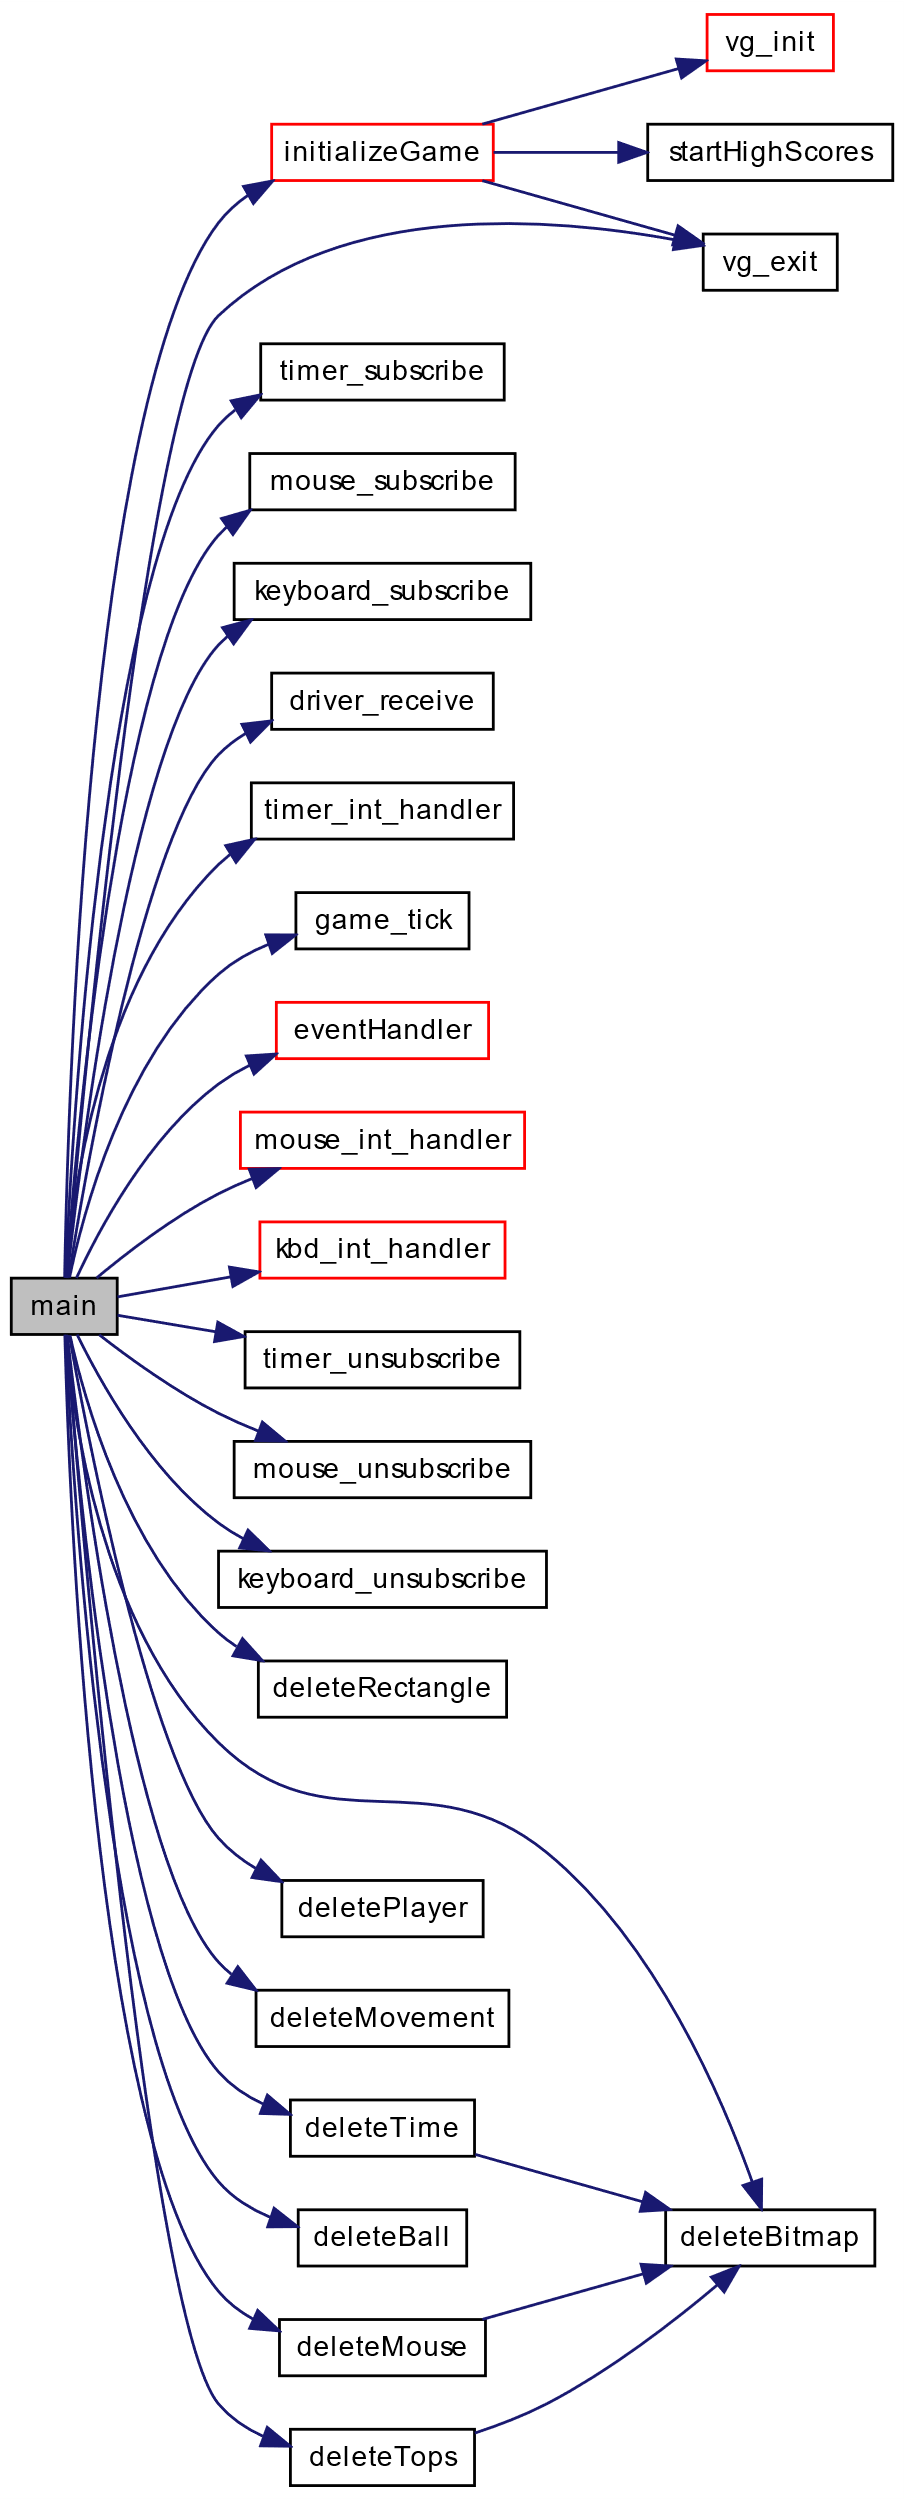 vg_init
initializeGame
startHighScores
vg_exit
timer_subscribe
mouse_subscribe
keyboard_subscribe
driver_receive
timer_int_handler
game_tick
eventHandler
mouse_int_handler
kbd_int_handler
main
timer_unsubscribe
mouse_unsubscribe
keyboard_unsubscribe
deleteRectangle
deletePlayer
deleteMovement
deleteTime
deleteBall
deleteBitmap
deleteMouse
deleteTops